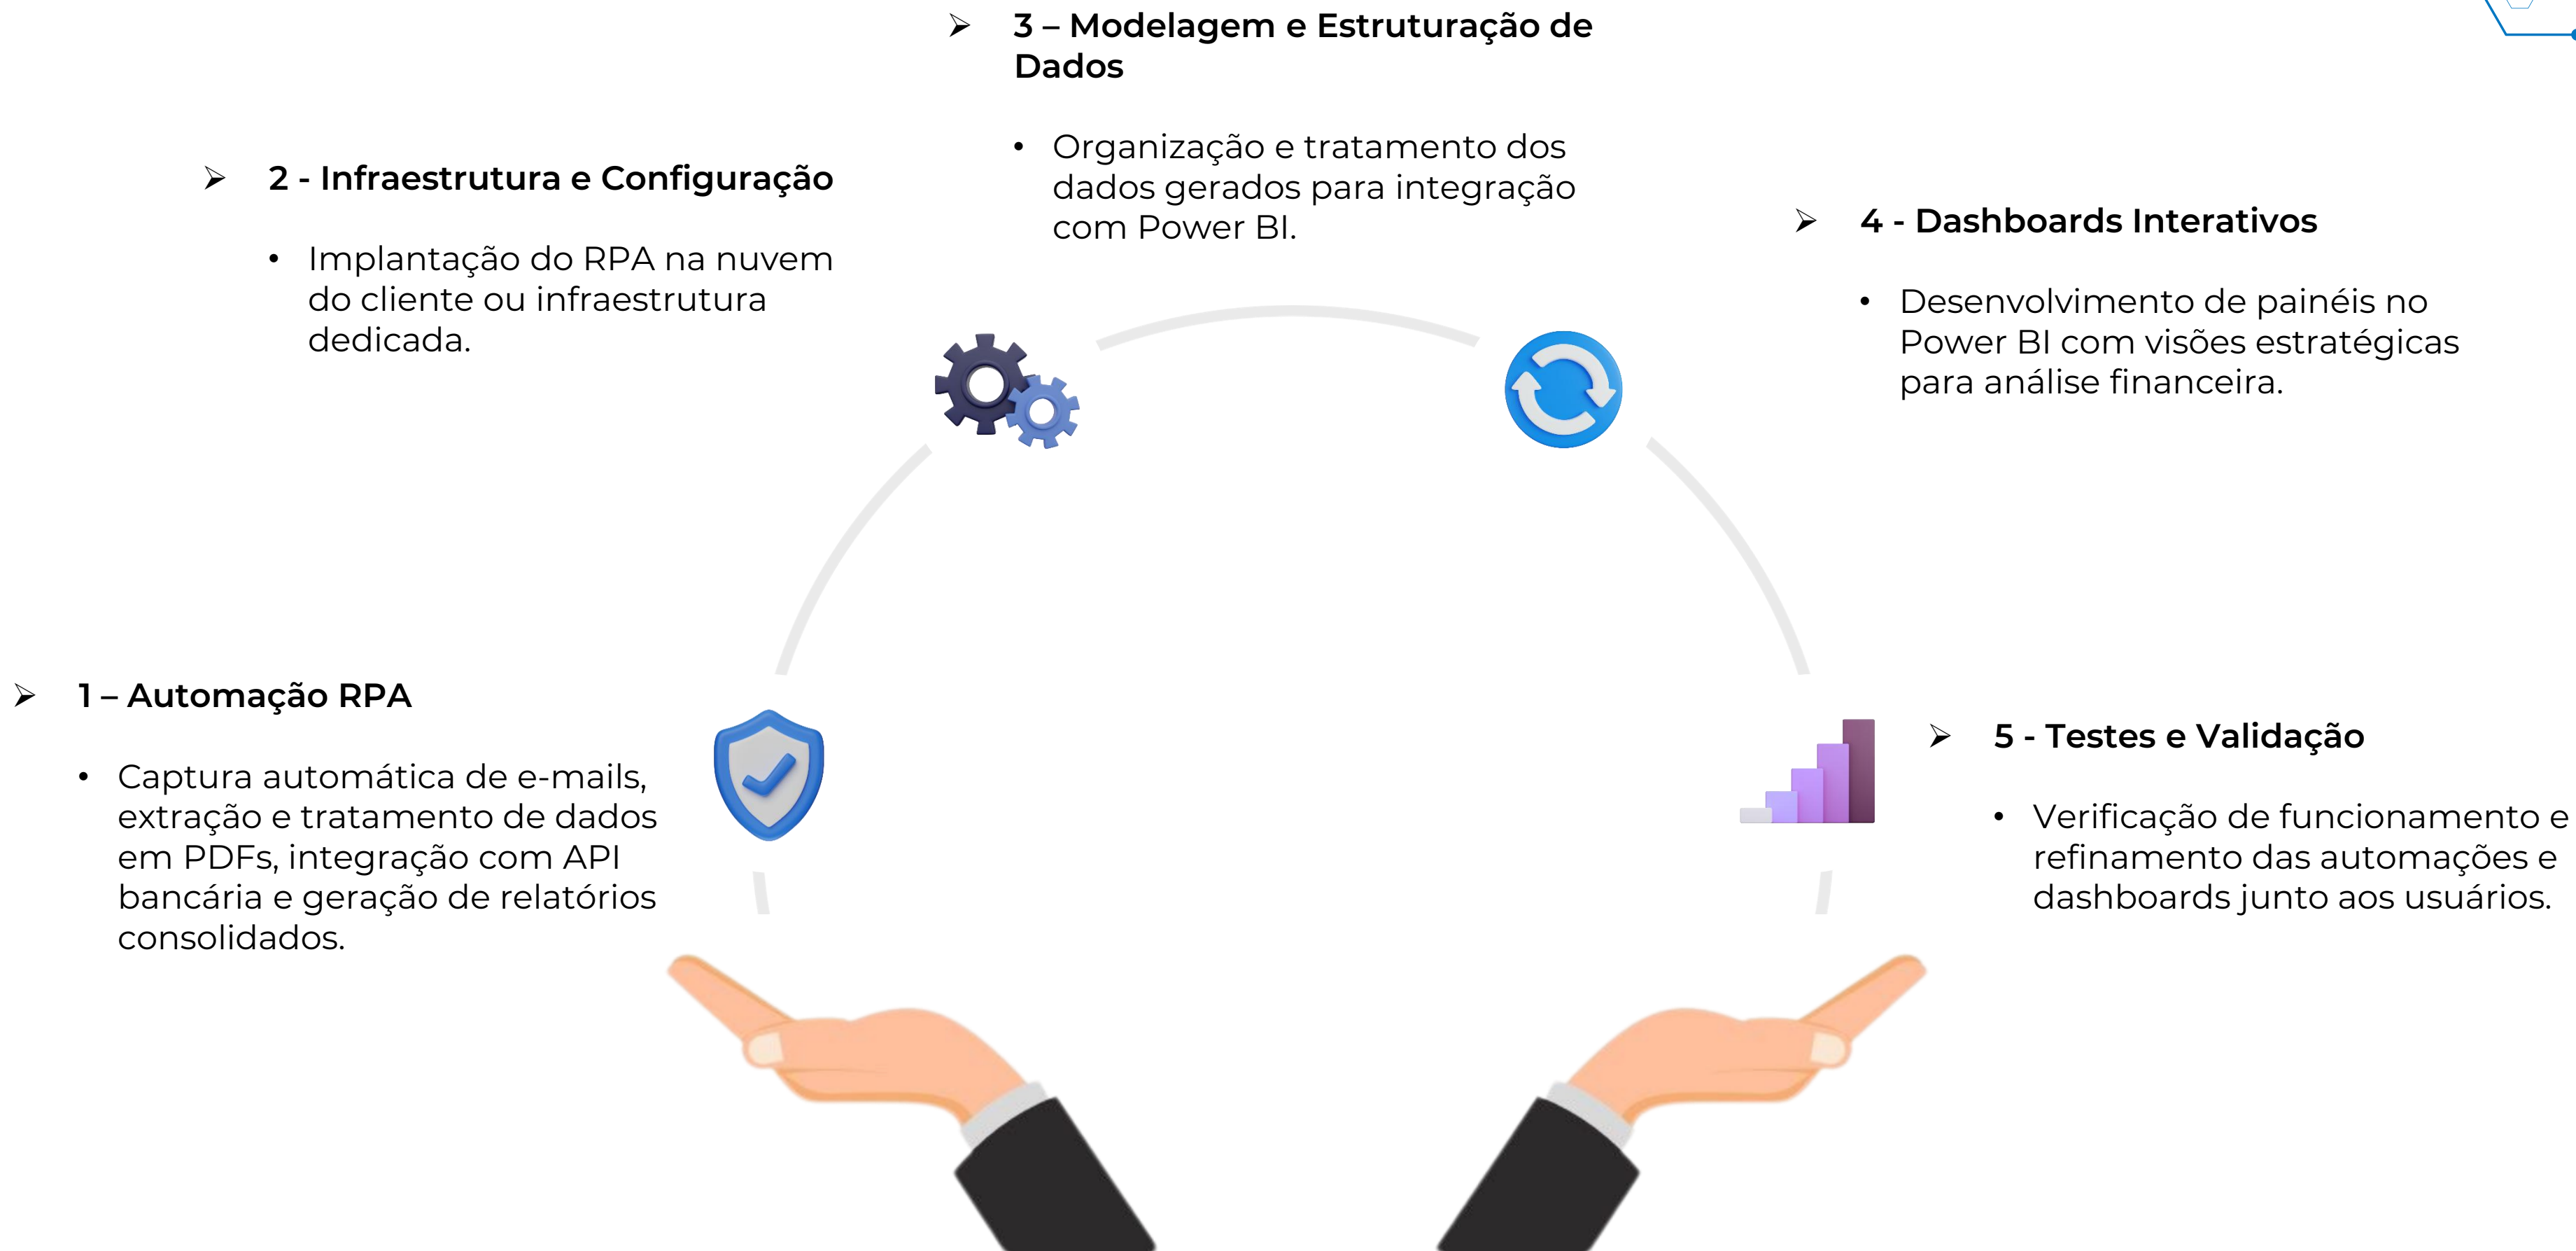 ➢ 1 – Automação RPA
• Captura automática de e-mails,
extração e tratamento de dados
em PDFs, integração com API
bancária e geração de relatórios
consolidados.
➢ 2 - Infraestrutura e Configuração
• Implantação do RPA na nuvem
do cliente ou infraestrutura
dedicada.
➢ 3 – Modelagem e Estruturação de
Dados
• Organização e tratamento dos
dados gerados para integração
com Power BI.
➢ 4 - Dashboards Interativos
• Desenvolvimento de painéis no
Power BI com visões estratégicas
para análise financeira.
➢ 5 - Testes e Validação
• Verificação de funcionamento e
refinamento das automações e
dashboards junto aos usuários.